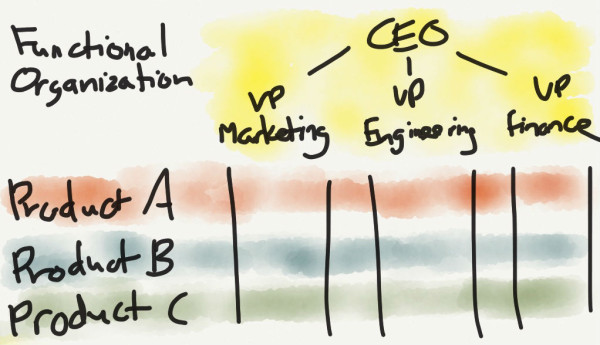 Functional
Organization
CEO
VP
Marketing
VP
Engineering
VP
Finance
Product A
Product B
Product C